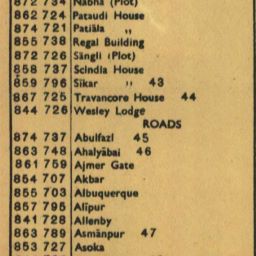 872 734 Nabha (Plot)
862 724 Pataudi House
874 721 Patiāla ,,
855 738 Regal Building
872 726 Sāngli (Plot)
858 737 Scindia House
859 796 Sikar ,, 43
867 725 Travancore House 44
844 726 Wesley Lodge
ROADS
874 737 Abulfazl 45
863 748 Ahalyābai 46
861 759 Ajmer Gate
854 707 Akbar
855 703 Albuquerque
857 795 Alīpur
841 728 Allenby
863 789 Asmānpur 47
853 727 Asoka